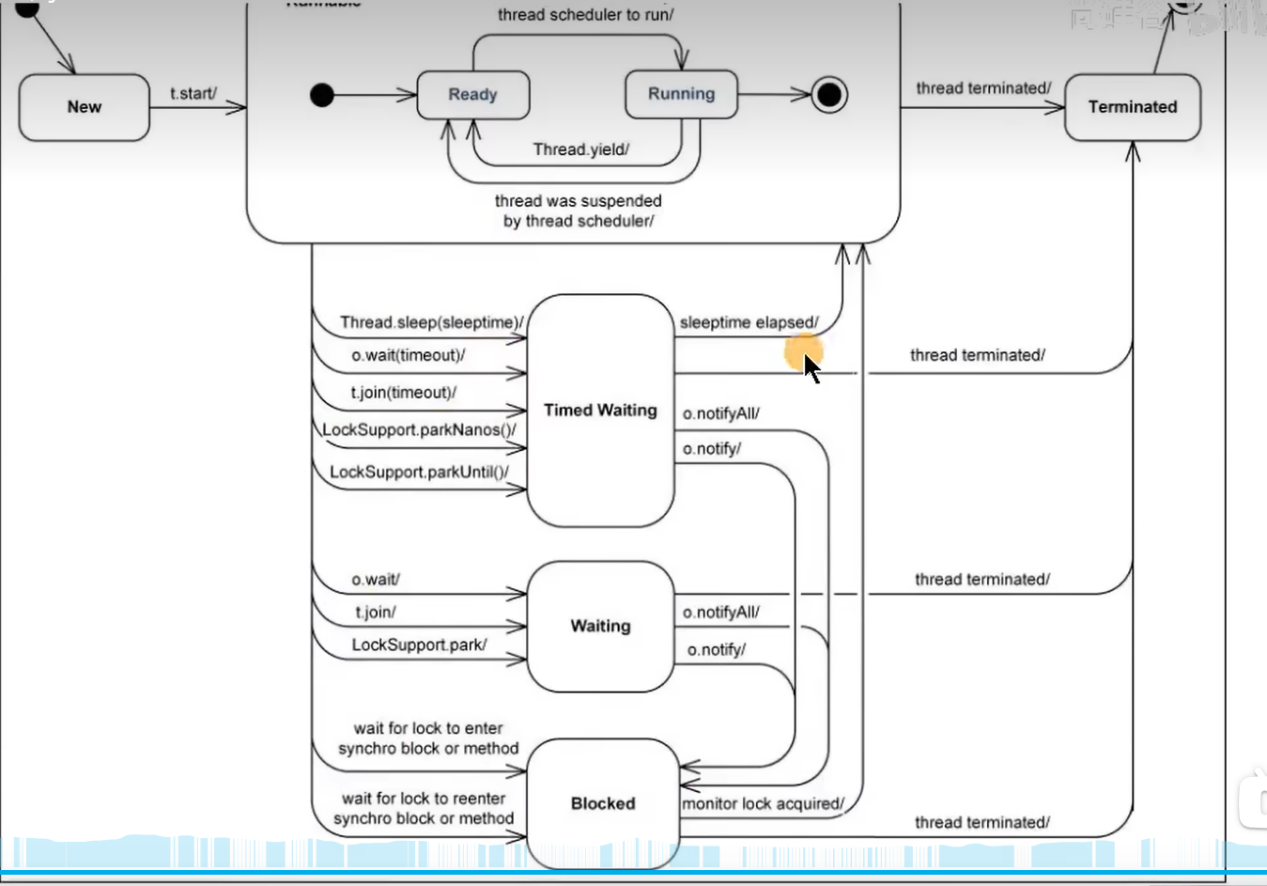 Runnable
thread scheduler to run/
New
t.start/
Ready
Running
thread terminated/
Terminated
Thread.yield/
thread was suspended
by thread scheduler/
Thread.sleep(sleeptime)/
sleeptime elapsed/
o.wait(timeout)/
thread terminated/
t.join(timeout)/
Timed Waiting
o.notifyAll/
LockSupport.parkNanos()/
o.notify/
LockSupport.parkUntil()/
o.wait/
thread terminated/
t.join/
o.notifyAll/
Waiting
LockSupport.park/
o.notify/
wait for lock to enter
synchro block or method
wait for lock to reenter
synchro block or method
Blocked
monitor lock acquired/
thread terminated/